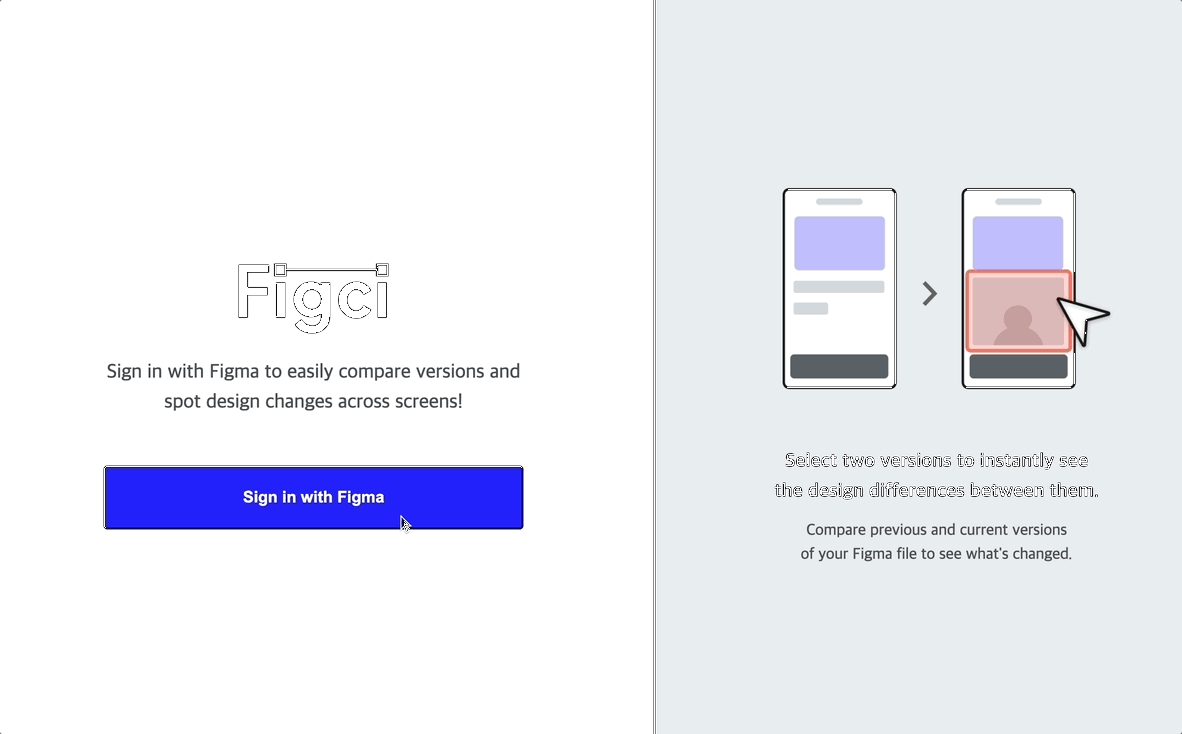 Figci
Sign in with Figma to easily compare versions and
spot design changes across screens!
Sign in with Figma
Select two versions to instantly see
the design differences between them.
Compare previous and current versions
of your Figma file to see what's changed.